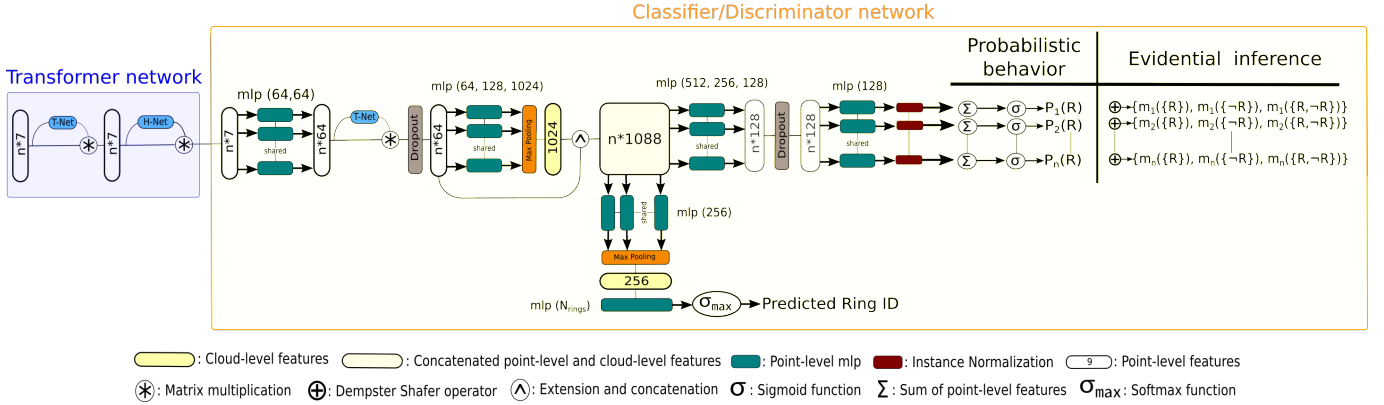 Classifier/Discriminator network
Transformer network
n*7
T-Net
n*7
H-Net
n*7
mlp (64,64)
shared
n*64
T-Net
Dropout
n*64
mlp (64, 128, 1024)
shared
Max Pooling
1024
n*1088
mlp (512, 256, 128)
shared
n*128
Dropout
n*128
mlp (128)
shared
Probabilistic
behavior
Evidential inference
Σ σ P₁(R)
Σ σ P₂(R)
Σ σ Pₙ(R)
⊕ {m₁({R}), m₁({¬R}), m₁({R,¬R})}
⊕ {m₂({R}), m₂({¬R}), m₂({R,¬R})}
⊕ {mₙ({R}), mₙ({¬R}), mₙ({R,¬R})}
shared
mlp (256)
Max Pooling
256
mlp (N_rings)
σ_max
Predicted Ring ID
: Cloud-level features
: Concatenated point-level and cloud-level features
: Point-level mlp
: Instance Normalization
9 : Point-level features
: Matrix multiplication
⊕ : Dempster Shafer operator
: Extension and concatenation
σ : Sigmoid function
Σ : Sum of point-level features
σ_max : Softmax function